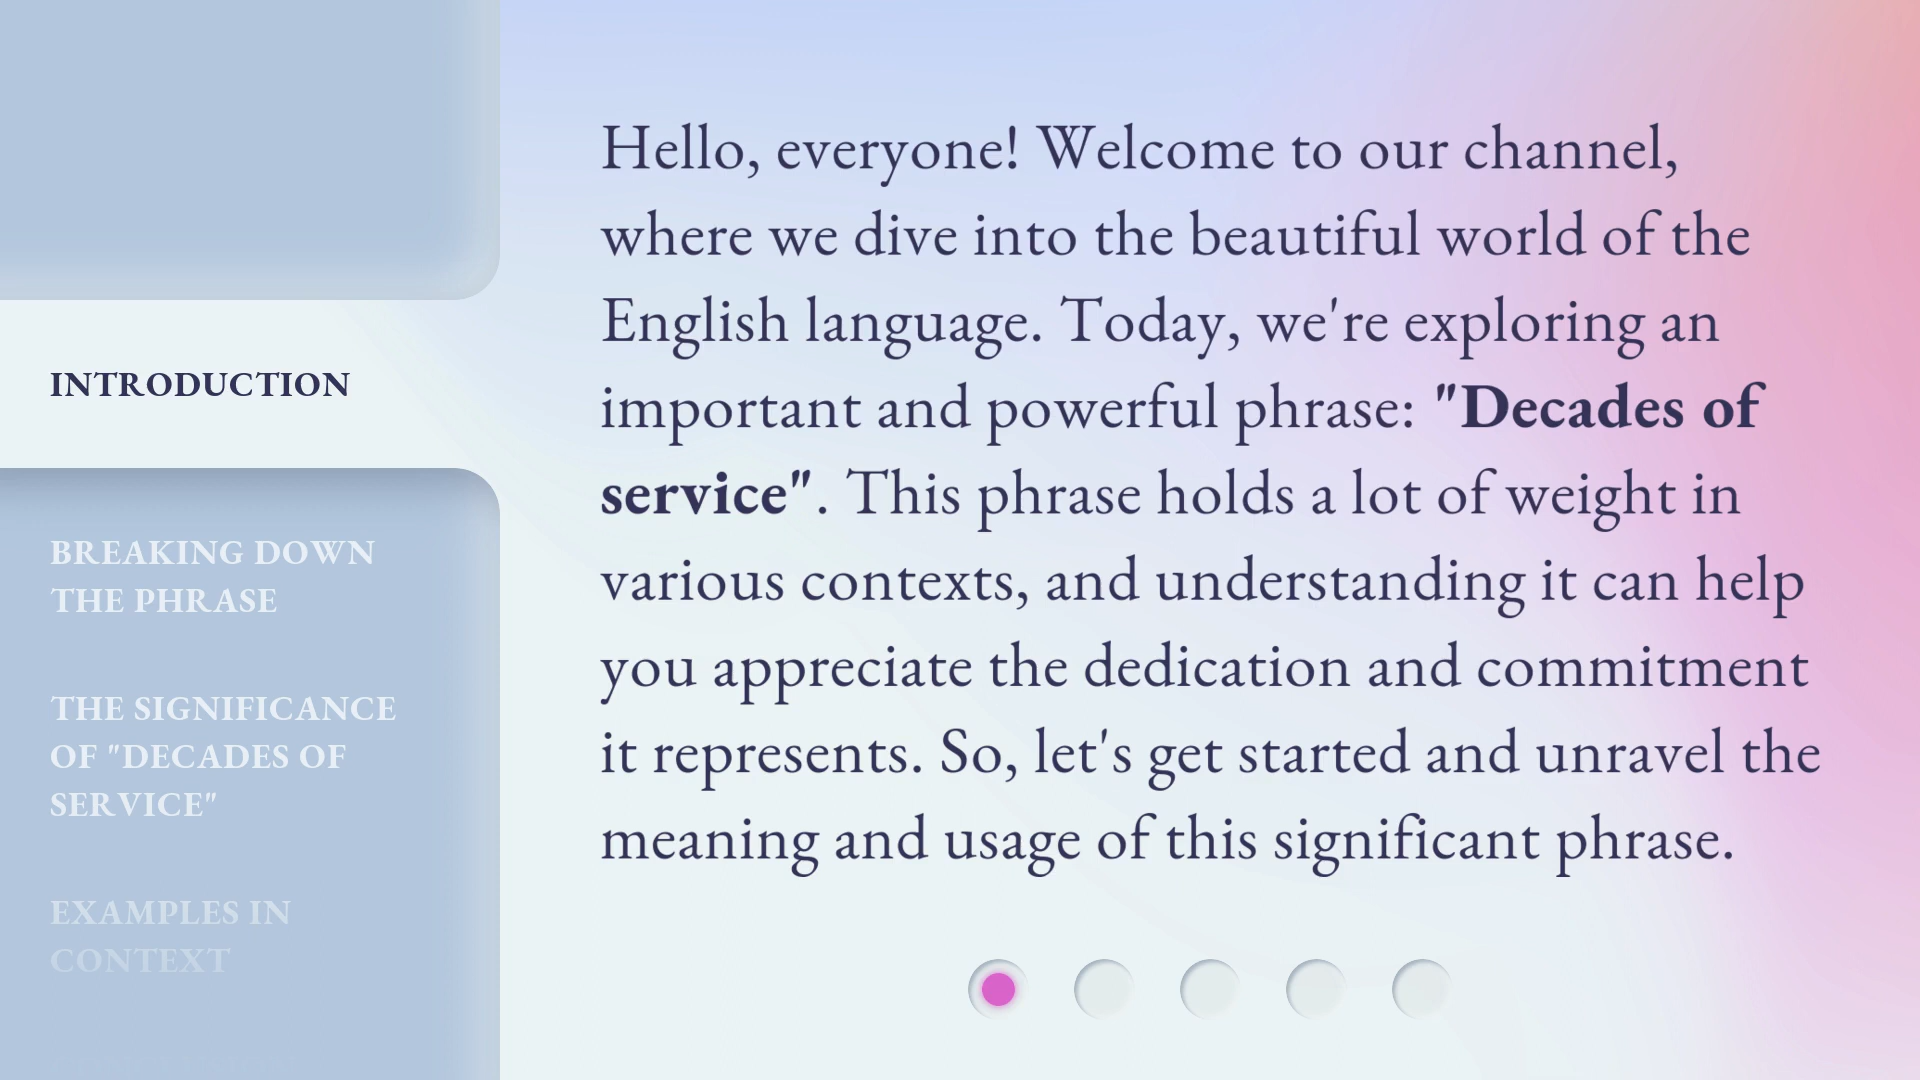 INTRODUCTION
BREAKING DOWN
THE PHRASE
THE SIGNIFICANCE
OF "DECADES OF
SERVICE"
EXAMPLES IN
CONTEXT
Hello, everyone! Welcome to our channel,
where we dive into the beautiful world of the
English language. Today, we're exploring an
important and powerful phrase: "Decades of
service". This phrase holds a lot of weight in
various contexts, and understanding it can help
you appreciate the dedication and commitment
it represents. So, let's get started and unravel the
meaning and usage of this significant phrase.